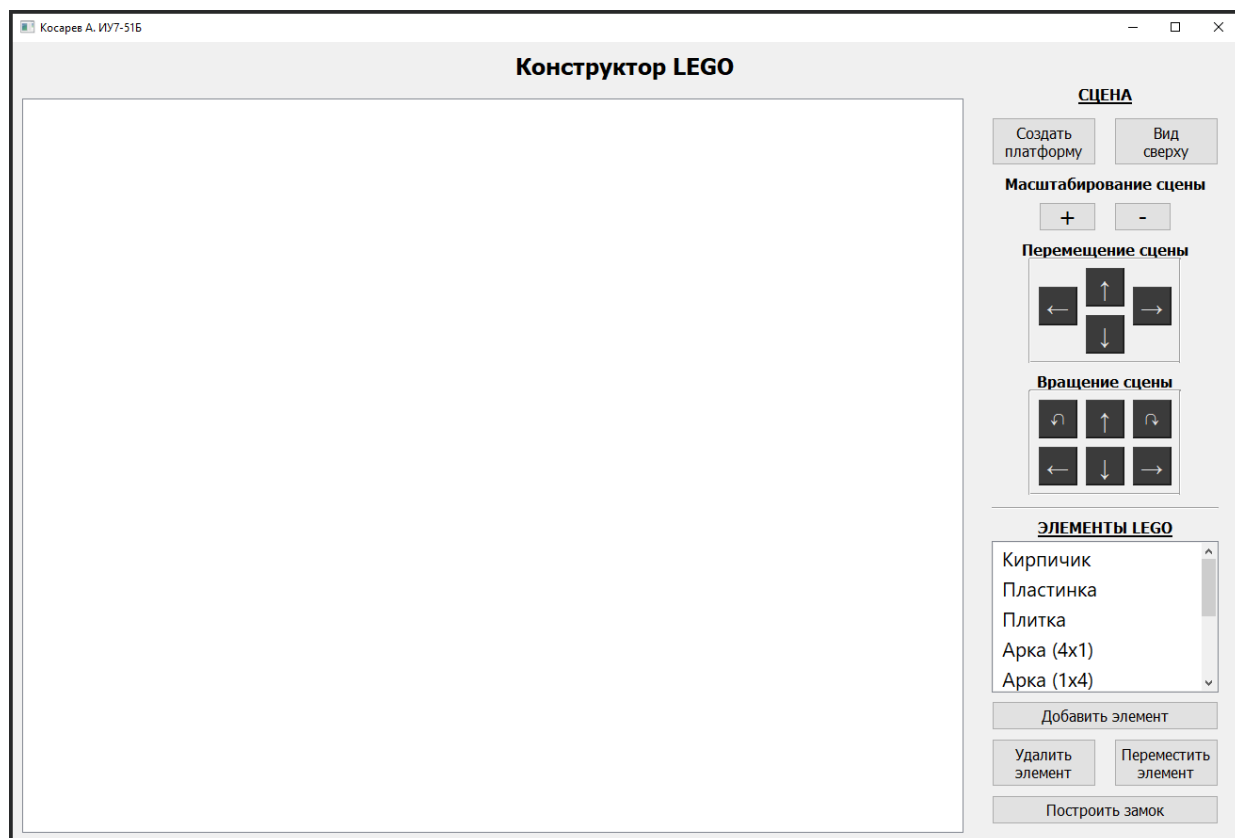 Косарев А. ИУ7-51Б
Конструктор LEGO
СЦЕНА
Создать
платформу
Вид
сверху
Масштабирование сцены
+ -
Перемещение сцены
← ↑ ↓ →
Вращение сцены
↶ ↑ ↷
← ↓ →
ЭЛЕМЕНТЫ LEGO
Кирпичик
Пластинка
Плитка
Арка (4x1)
Арка (1x4)
Добавить элемент
Удалить
элемент
Переместить
элемент
Построить замок